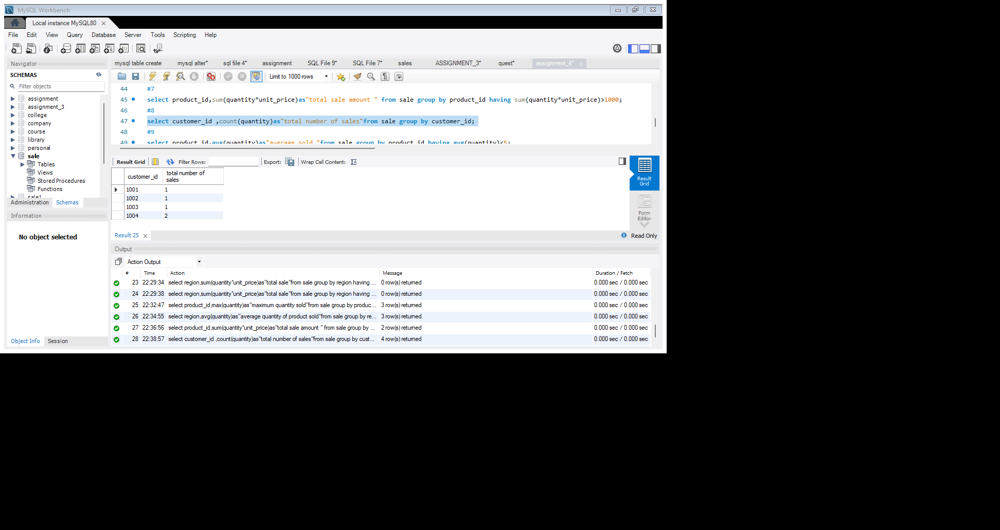 MySQL Workbench
Local instance MySQL80
File Edit View Query Database Server Tools Scripting Help
Navigator
SCHEMAS
Filter objects
assignment
assignment_3
college
company
course
library
personal
sale
Tables
Views
Stored Procedures
Functions
sale1
Administration Schemas
Information
No object selected
Object Info Session
mysql table create mysql alter* sql file 4* assignment SQL File 9* SQL File 7* sales ASSIGNMENT_3* quest* assignment_4*
Limit to 1000 rows
44 #7
45 select product_id,sum(quantity*unit_price)as"total sale amount " from sale group by product_id having sum(quantity*unit_price)>1000;
46 #8
47 select customer_id ,count(quantity)as"total number of sales"from sale group by customer_id;
48 #9
49 select product_id,avg(quantity)as"average sold "from sale group by product_id having avg(quantity)<5;
Result Grid Filter Rows: Export: Wrap Cell Content:
customer_id total number of sales
1001 1
1002 1
1003 1
1004 2
Result Grid
Form Editor
Result 25 Read Only
Output
Action Output
# Time Action Message Duration / Fetch
23 22:29:34 select region,sum(quantity*unit_price)as"total sale"from sale group by region having ... 0 row(s) returned 0.000 sec / 0.000 sec
24 22:29:38 select region,sum(quantity*unit_price)as"total sale"from sale group by region having ... 0 row(s) returned 0.000 sec / 0.000 sec
25 22:32:47 select product_id,max(quantity)as"maximum quantity sold"from sale group by produc... 3 row(s) returned 0.000 sec / 0.000 sec
26 22:34:55 select region,avg(quantity)as"average quantity of product sold"from sale group by re... 3 row(s) returned 0.000 sec / 0.000 sec
27 22:36:56 select product_id,sum(quantity*unit_price)as"total sale amount " from sale group by ... 2 row(s) returned 0.000 sec / 0.000 sec
28 22:38:57 select customer_id ,count(quantity)as"total number of sales"from sale group by cust... 4 row(s) returned 0.000 sec / 0.000 sec